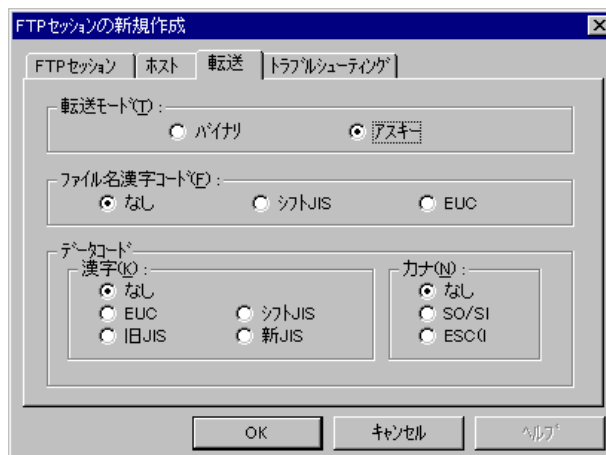 FTPセッションの新規作成
FTPセッション ホスト 転送 トラブルシューティング
転送モード(T):
バイナリ アスキー
ファイル名漢字コード(F):
なし シフトJIS EUC
データコード
漢字(K): カナ(N):
なし なし
EUC シフトJIS SO/SI
旧JIS 新JIS ESC(I
OK キャンセル ヘルプ